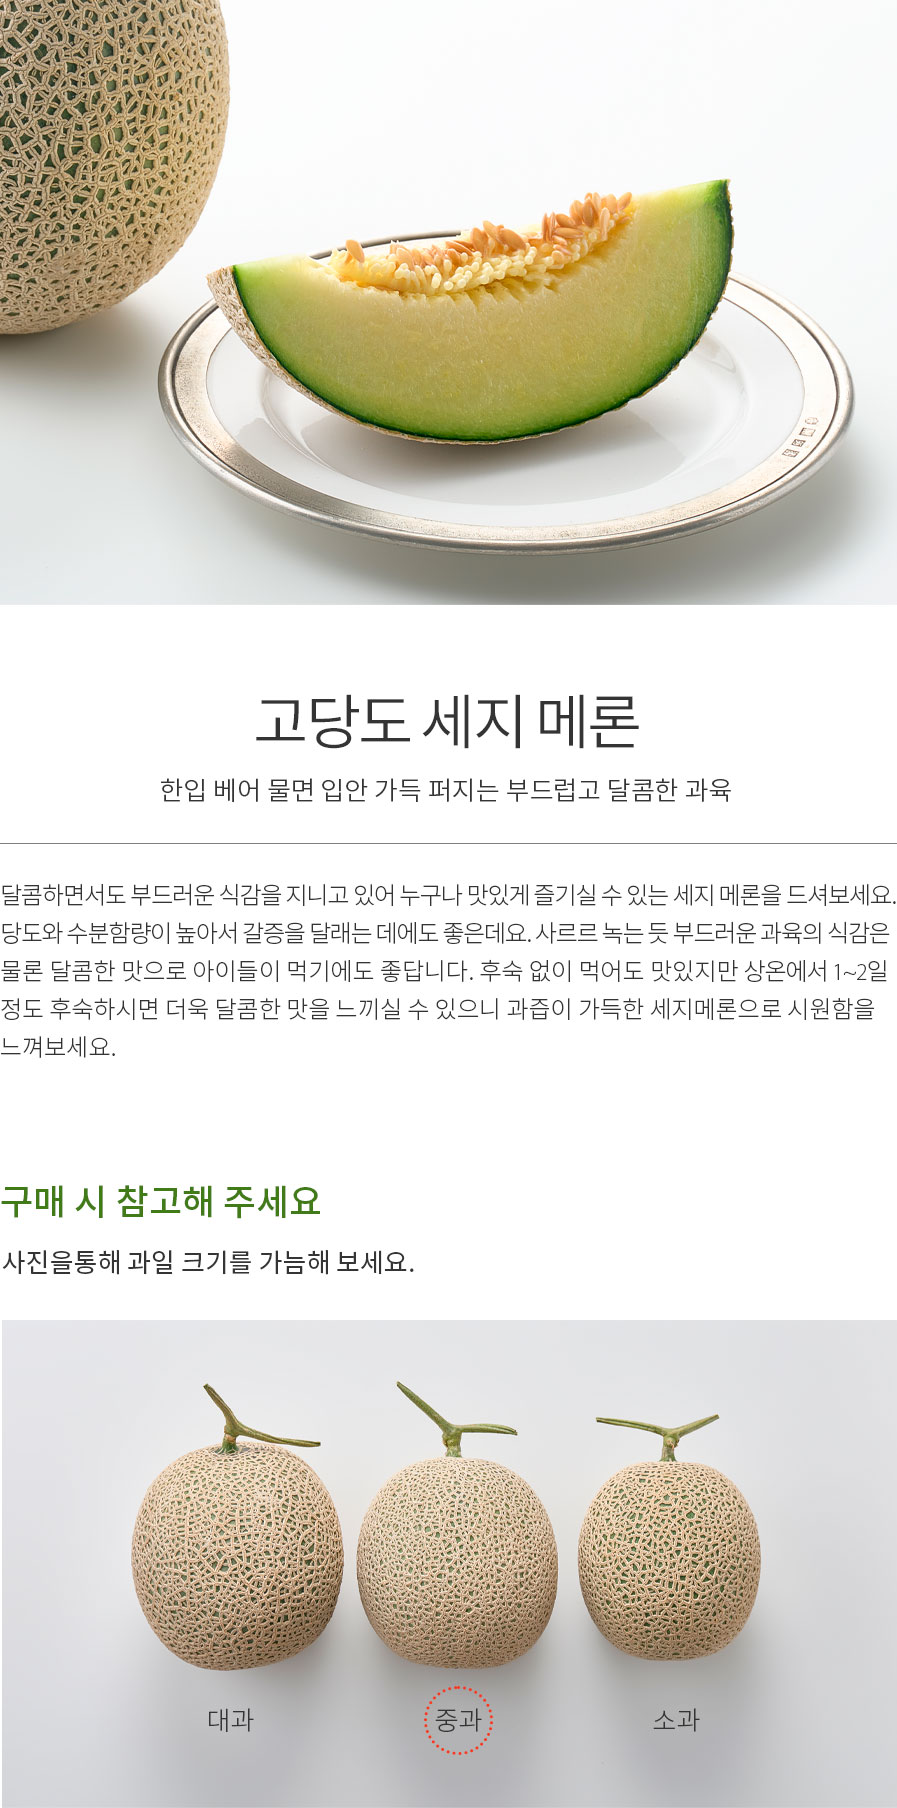 고당도 세지 메론
한입 베어 물면 입안 가득 퍼지는 부드럽고 달콤한 과육
달콤하면서도 부드러운 식감을 지니고 있어 누구나 맛있게 즐기실 수 있는 세지 메론을 드셔보세요.
당도와 수분함량이 높아서 갈증을 달래는 데에도 좋은데요. 사르르 녹는 듯 부드러운 과육의 식감은
물론 달콤한 맛으로 아이들이 먹기에도 좋답니다. 후숙 없이 먹어도 맛있지만 상온에서 1~2일
정도 후숙하시면 더욱 달콤한 맛을 느끼실 수 있으니 과즙이 가득한 세지메론으로 시원함을
느껴보세요.
구매 시 참고해 주세요
사진을통해 과일 크기를 가늠해 보세요.
대과
중과
소과